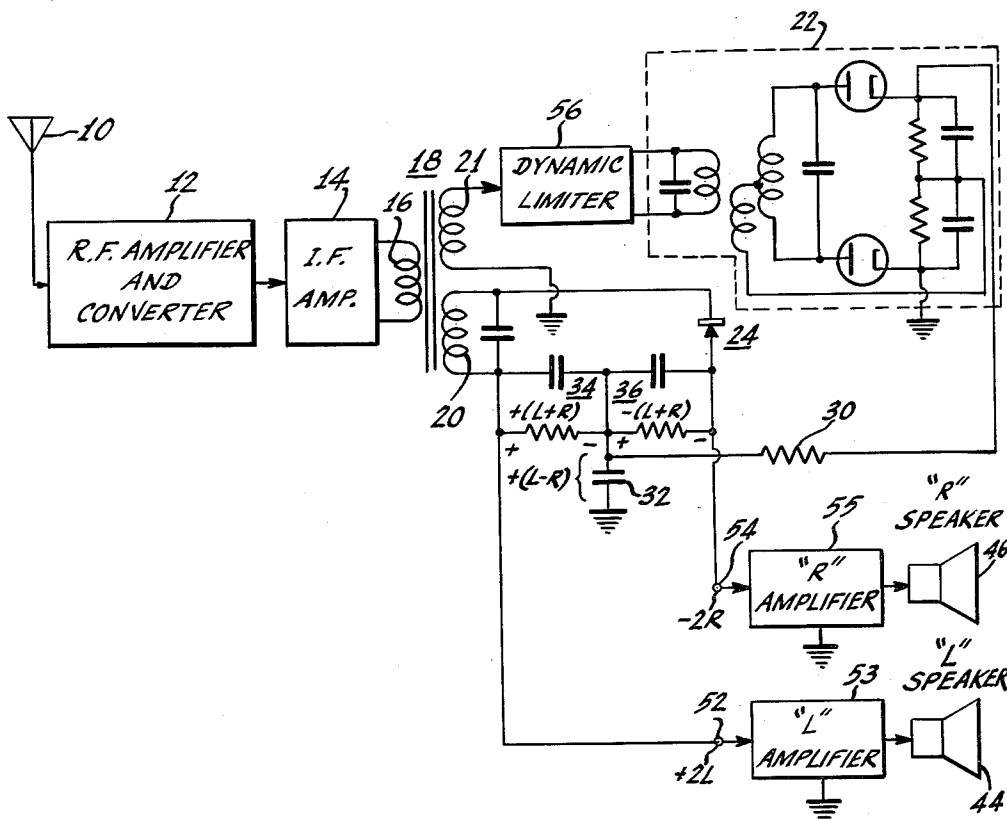 22
10
12
R.F. AMPLIFIER
AND
CONVERTER
14
I.F.
AMP.
16
18
21
56
DYNAMIC
LIMITER
20
24
34
36
+(L+R)
-(L+R)
+
-
+
-
+(L-R)
32
30
"R"
SPEAKER
46
54
-2R
55
"R"
AMPLIFIER
"L"
SPEAKER
44
52
+2L
53
"L"
AMPLIFIER